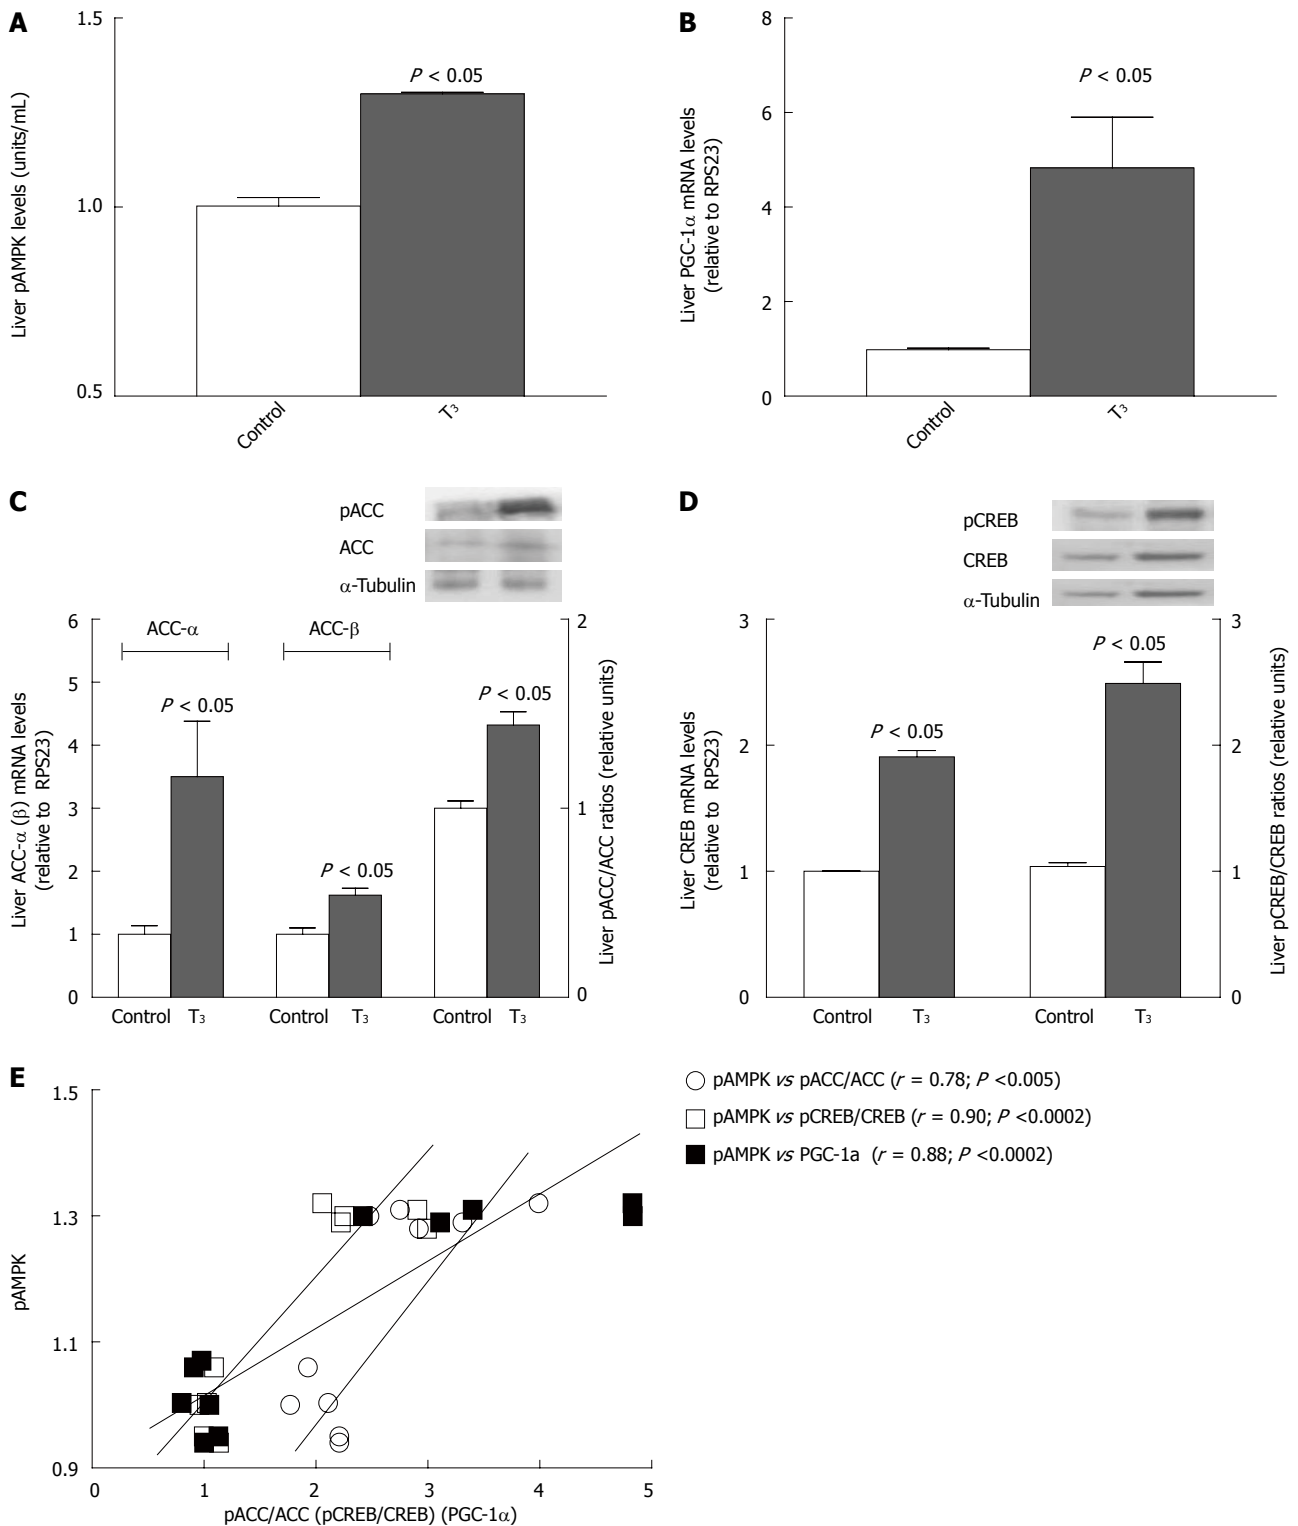 A
Liver pAMPK levels (units/mL)
1.5
1.0
0.5
P < 0.05
Control
T3
B
Liver PGC-1α mRNA levels
(relative to RPS23)
8
6
4
2
0
P < 0.05
Control
T3
C
pACC
ACC
α-Tubulin
Liver ACC-α (β) mRNA levels
(relative to RPS23)
6
5
4
3
2
1
0
ACC-α
ACC-β
P < 0.05
P < 0.05
P < 0.05
2
1
0
Liver pACC/ACC ratios (relative units)
Control T3 Control T3 Control T3
D
pCREB
CREB
α-Tubulin
Liver CREB mRNA levels
(relative to RPS23)
3
2
1
0
P < 0.05
P < 0.05
3
2
1
0
Liver pCREB/CREB ratios (relative units)
Control T3 Control T3
E
pAMPK
1.5
1.3
1.1
0.9
0 1 2 3 4 5
pACC/ACC (pCREB/CREB) (PGC-1α)
pAMPK vs pACC/ACC (r = 0.78; P <0.005)
pAMPK vs pCREB/CREB (r = 0.90; P <0.0002)
pAMPK vs PGC-1a (r = 0.88; P <0.0002)